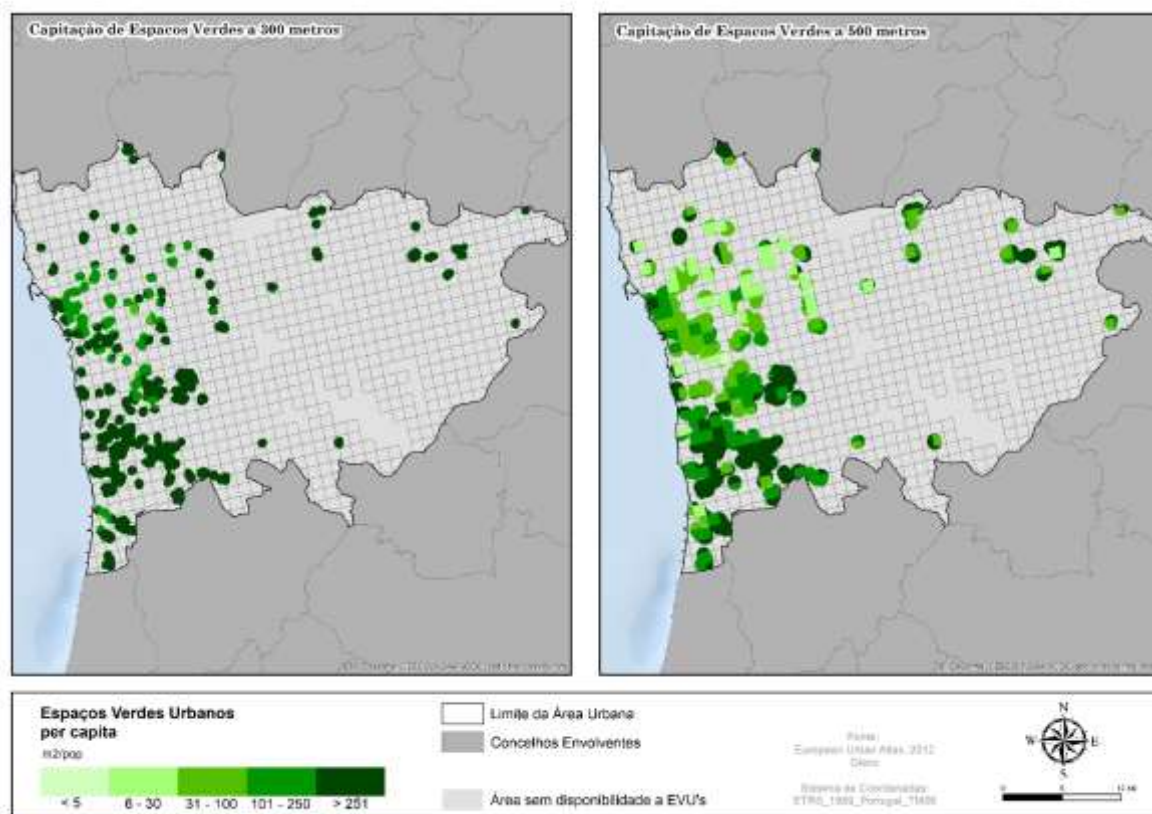 Capitação de Espacos Verdes a 300 metros
Capitação de Espacos Verdes a 500 metros
Espaços Verdes Urbanos
per capita
m2/pop
< 5
6 - 30
31 - 100
101 - 250
> 251
Limite da Área Urbana
Concelhos Envolventes
Área sem disponibilidade a EVU's
Fonte:
European Urban Atlas, 2012
Sistema de Coordenadas:
N
W
E
S
0